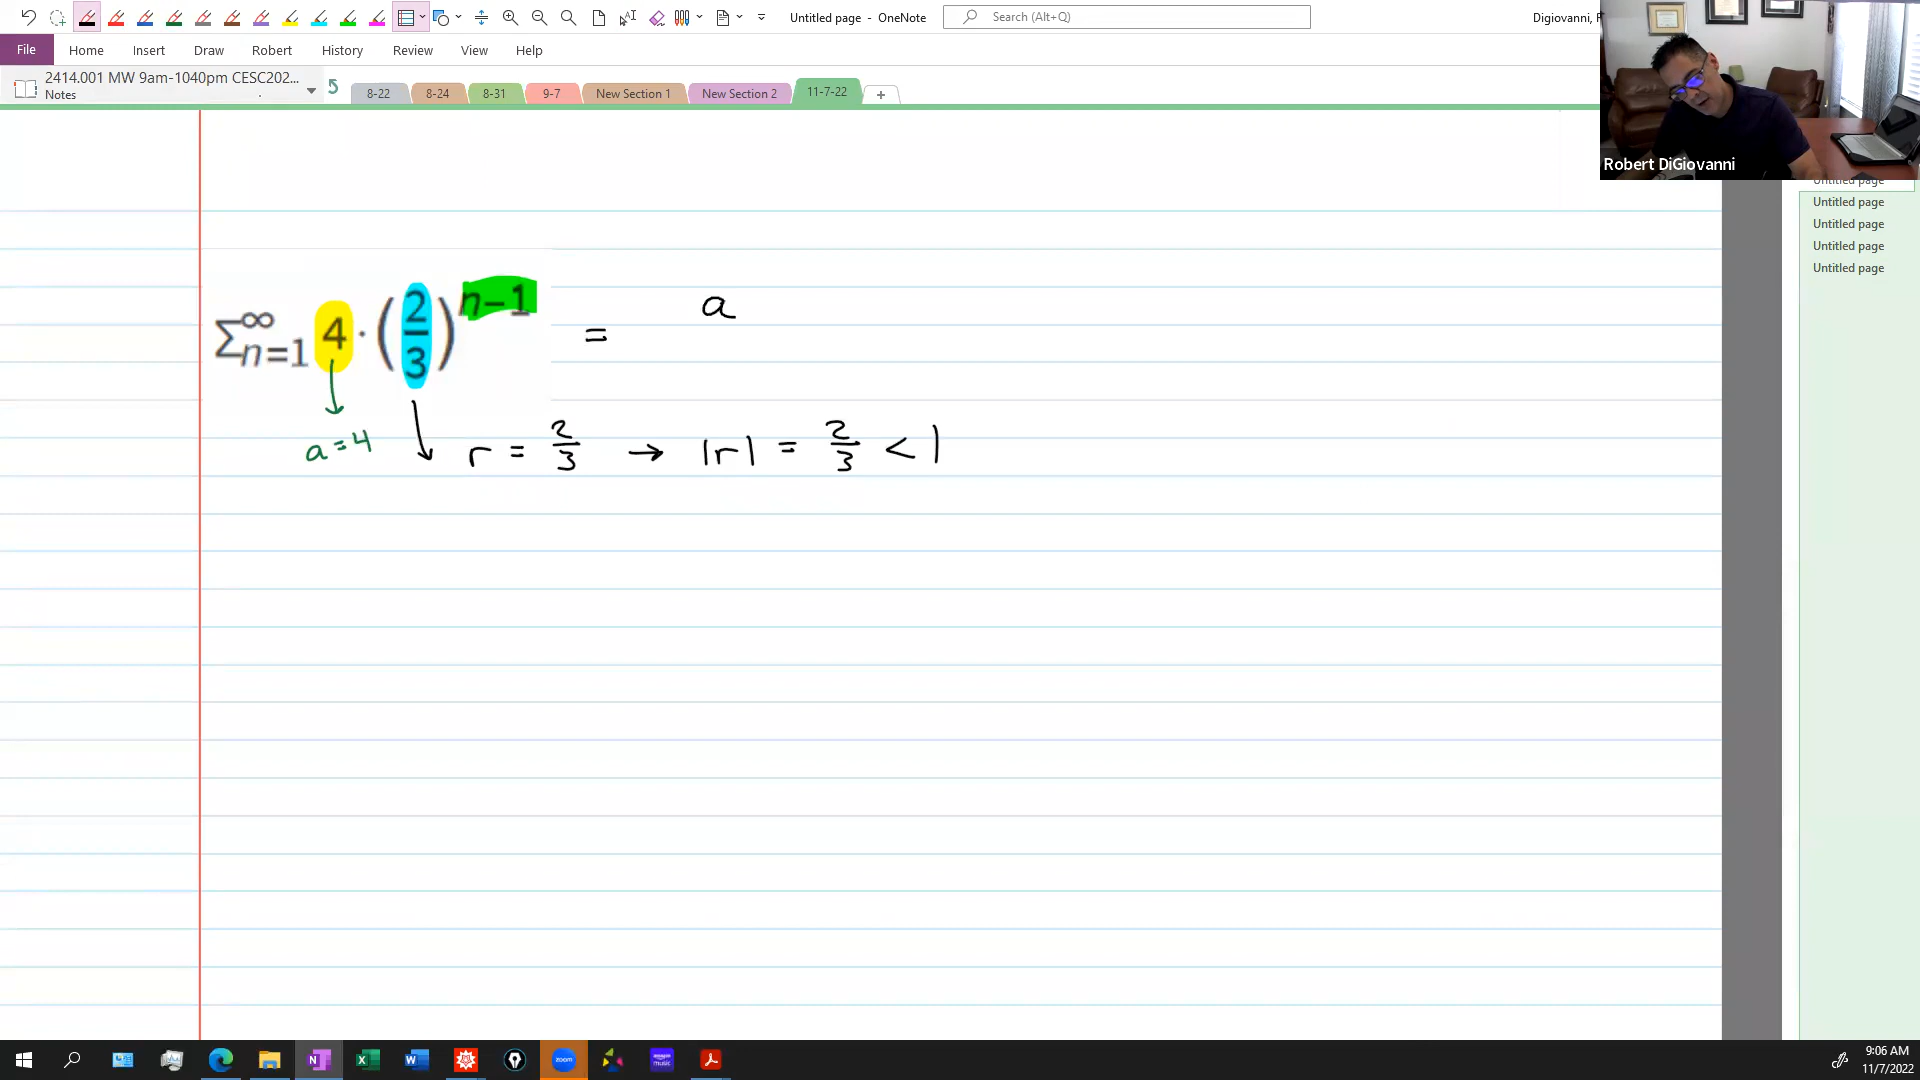 Untitled page - OneNote
Search (Alt+Q)
Digiovanni,
File Home Insert Draw Robert History Review View Help
2414.001 MW 9am-1040pm CESC202...
Notes
8-22 8-24 8-31 9-7 New Section 1 New Section 2 11-7-22 +
Robert DiGiovanni
Untitled page
Untitled page
Untitled page
Untitled page
Untitled page
∑∞n=1 4 · (2/3)^n−1 = a
a = 4
r = 2/3 → |r| = 2/3 < 1
9:06 AM
11/7/2022
zoom
amazon music